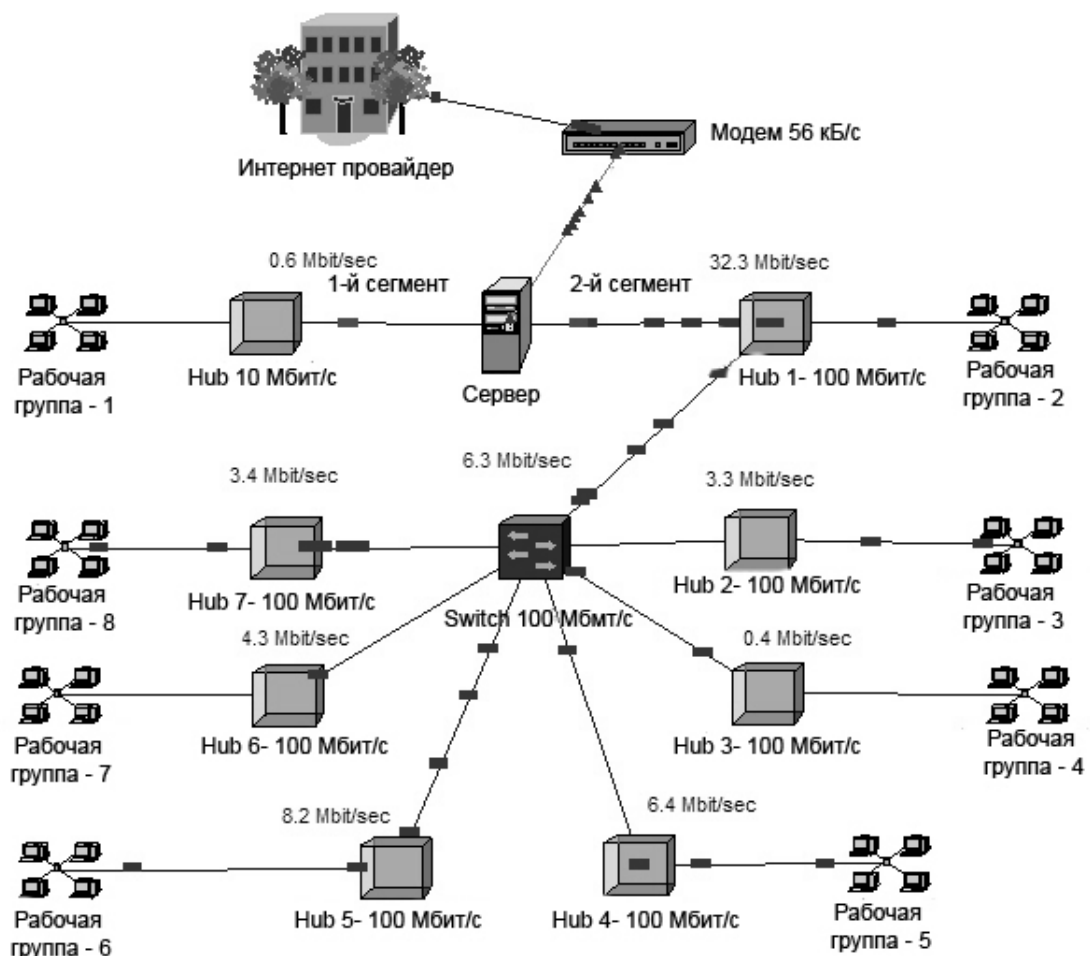 Модем 56 кБ/с
Интернет провайдер
0.6 Mbit/sec
1-й сегмент
2-й сегмент
32.3 Mbit/sec
Рабочая
группа - 1
Hub 10 Мбит/с
Сервер
Hub 1- 100 Мбит/с
Рабочая
группа - 2
3.4 Mbit/sec
6.3 Mbit/sec
3.3 Mbit/sec
Рабочая
группа - 8
Hub 7- 100 Мбит/с
Switch 100 Мбмт/с
Hub 2- 100 Мбит/с
Рабочая
группа - 3
4.3 Mbit/sec
0.4 Mbit/sec
Рабочая
группа - 7
Hub 6- 100 Мбит/с
Hub 3- 100 Мбит/с
Рабочая
группа - 4
8.2 Mbit/sec
6.4 Mbit/sec
Рабочая
группа - 6
Hub 5- 100 Мбит/с
Hub 4- 100 Мбит/с
Рабочая
группа - 5